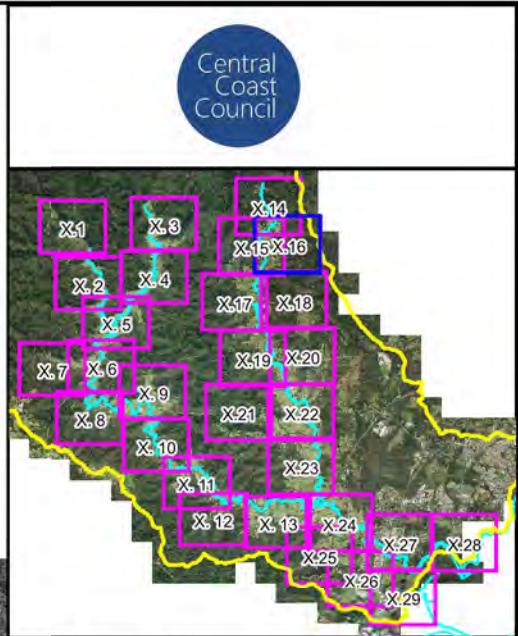 Central
Coast
Council
X.14
X.1
X. 3
X.15
X.16
X. 2
X. 4
X.17
X.18
X. 5
X.19
X.20
X. 7
X. 6
X. 9
X. 8
X.21
X.22
X. 10
X.23
X. 11
X. 12
X. 13
X.24
X.27
X.28
X.25
X.26
X.29